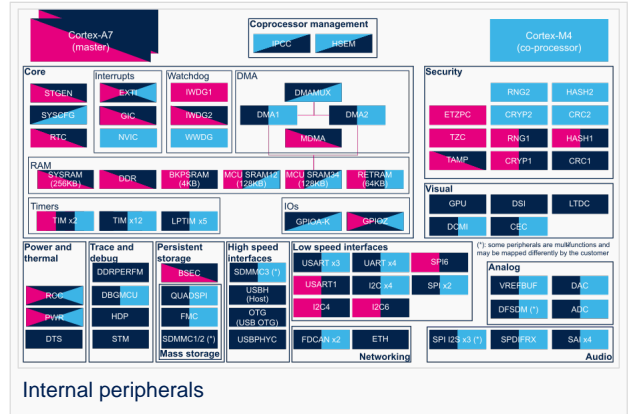 Cortex-A7
(master)
Coprocessor management
IPCC
HSEM
Cortex-M4
(co-processor)
Core
STGEN
SYSCFG
RTC
Interrupts
EXTI
GIC
NVIC
Watchdog
IWDG1
IWDG2
WWDG
DMA
DMAMUX
DMA1
DMA2
MDMA
Security
RNG2
HASH2
ETZPC
CRYP2
CRC2
TZC
RNG1
HASH1
TAMP
CRYP1
CRC1
RAM
SYSRAM
(256KB)
DDR
BKPSRAM
(4KB)
MCU SRAM12
(128KB)
MCU SRAM34
(128KB)
RETRAM
(64KB)
Timers
TIM x2
TIM x12
LPTIM x5
IOs
GPIOA-K
GPIOZ
Visual
GPU
DSI
LTDC
DCMI
CEC
(*): some peripherals are multifunctions and
may be mapped differently by the customer
Power and
thermal
ROC
PWR
DTS
Trace and
debug
DDRPERFM
DBGMCU
HDP
STM
Persistent
storage
BSEC
QUADSPI
FMC
SDMMC1/2 (*)
Mass storage
High speed
interfaces
SDMMC3 (*)
USBH
(Host)
OTG
(USB OTG)
USBPHYC
Low speed interfaces
USART x3
UART x4
SPI6
USART1
I2C x4
SPI x2
I2C4
I2C6
FDCAN x2
ETH
Networking
Analog
VREFBUF
DAC
DFSDM (*)
ADC
SPI I2S x3 (*)
SPDIFRX
SAI x4
Audio
Internal peripherals